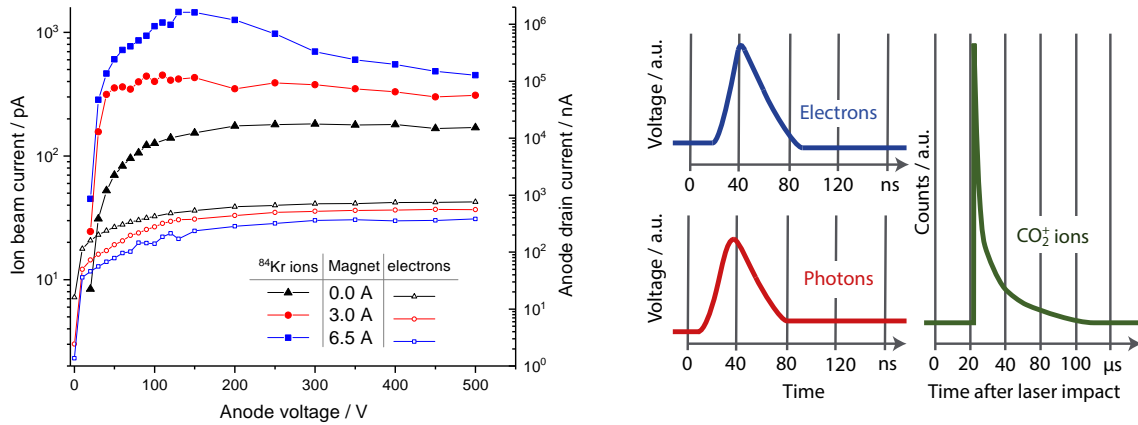 Ion beam current / pA
10³
10²
10¹
⁸⁴Kr ions Magnet electrons
0.0 A
3.0 A
6.5 A
0 100 200 300 400 500
Anode voltage / V
10⁶
10⁵
10⁴
10³
10²
10¹
10⁰
Anode drain current / nA
Voltage / a.u.
Electrons
0 40 80 120 ns
Voltage / a.u.
Photons
0 40 80 120 ns
Time
Counts / a.u.
CO₂⁺ ions
0 20 40 60 80 100 µs
Time after laser impact